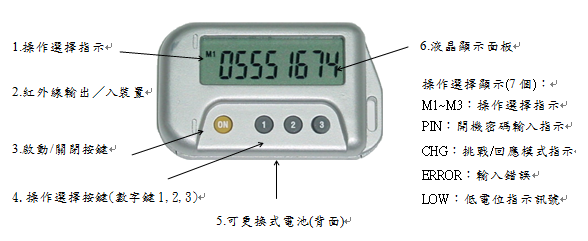 1.操作選擇指示
2.紅外線輸出／入裝置
3.啟動/關閉按鍵
4. 操作選擇按鍵(數字鍵 1, 2, 3)
5.可更換式電池(背面)
M1
05551674
ON
1
2
3
6.液晶顯示面板
操作選擇顯示(7 個)：
M1~M3：操作選擇指示
PIN：開機密碼輸入指示
CHG：挑戰/回應模式指示
ERROR：輸入錯誤
LOW：低電位指示訊號